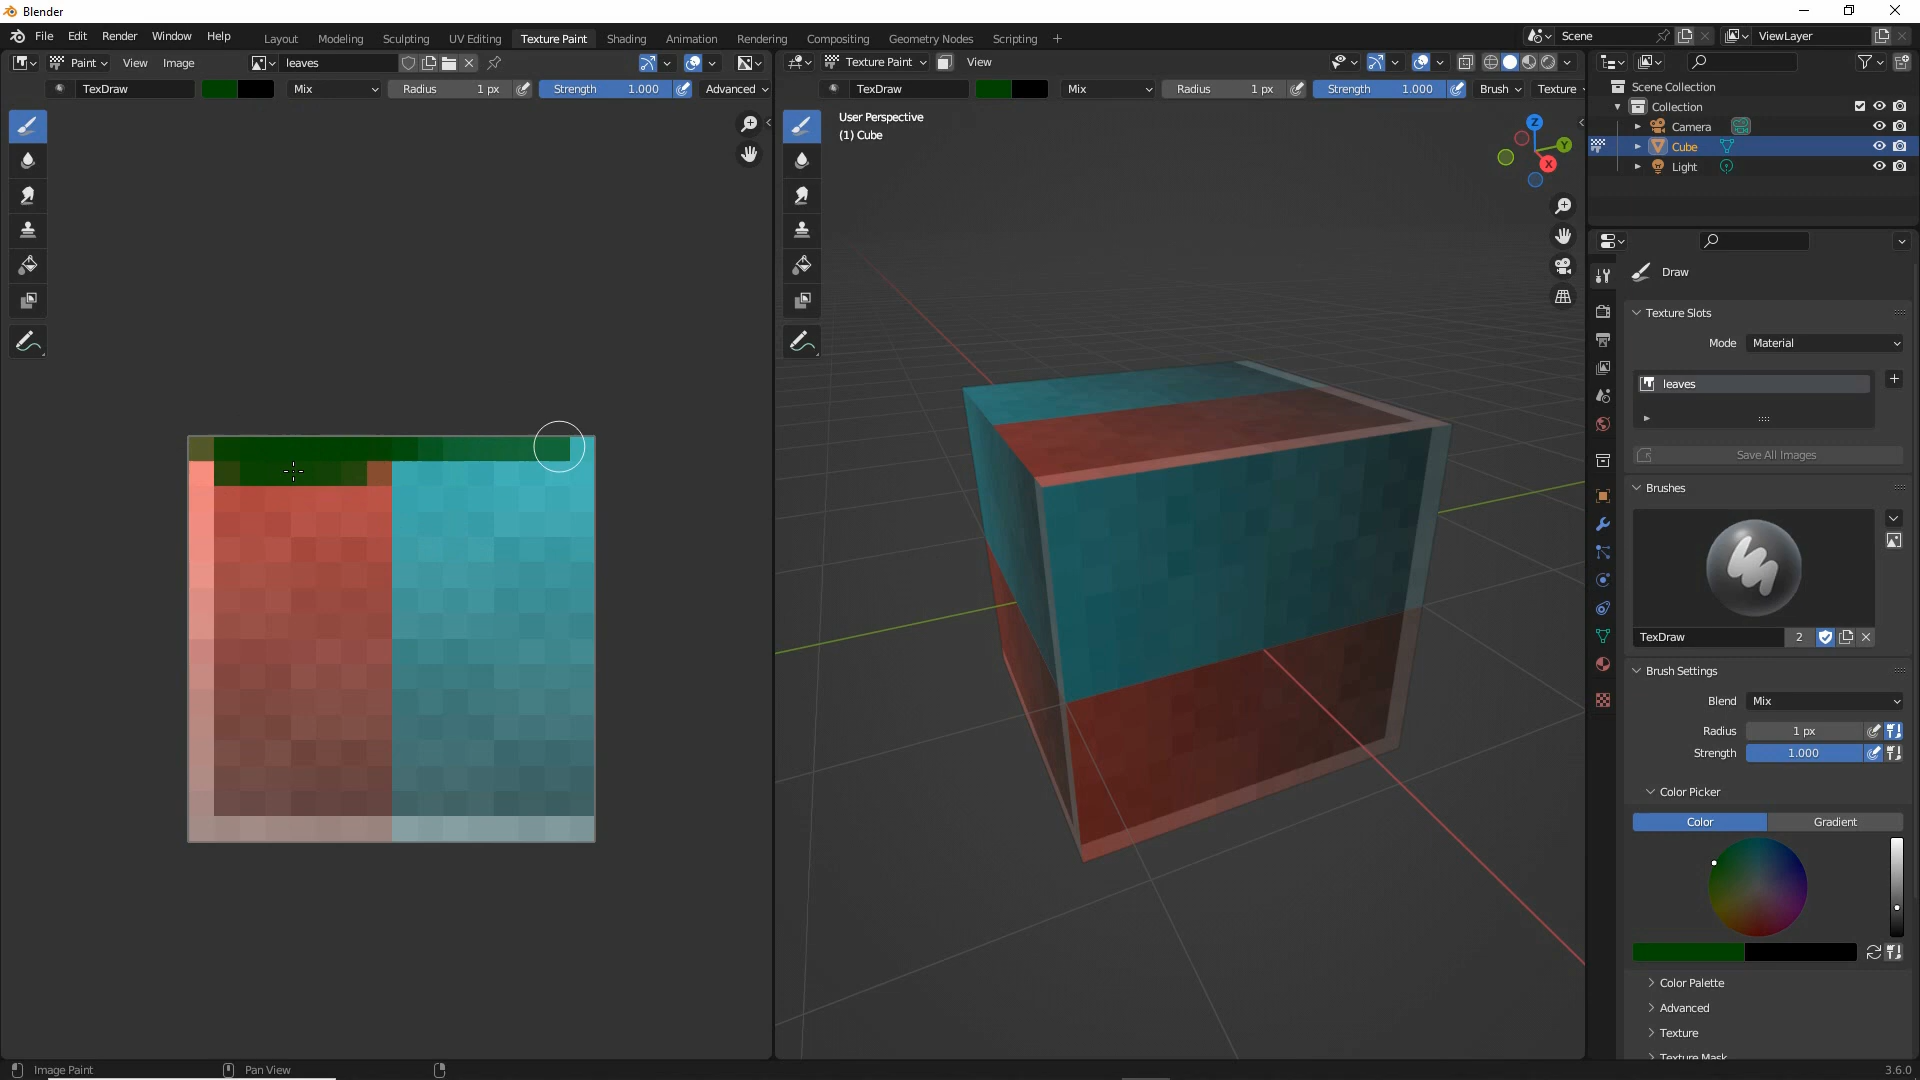 Blender
File Edit Render Window Help Layout Modeling Sculpting UV Editing Texture Paint Shading Animation Rendering Compositing Geometry Nodes Scripting + Scene ViewLayer
Paint View Image leaves Texture Paint View
TexDraw Mix Radius 1 px Strength 1.000 Advanced TexDraw Mix Radius 1 px Strength 1.000 Brush Texture
User Perspective
(1) Cube
Z
Y
X
Scene Collection
Collection
Camera
Cube
Light
Draw
Texture Slots
Mode Material
leaves
Save All Images
Brushes
TexDraw 2
Brush Settings
Blend Mix
Radius 1 px
Strength 1.000
Color Picker
Color Gradient
Color Palette
Advanced
Texture
Texture Mask
Image Paint Pan View 3.6.0